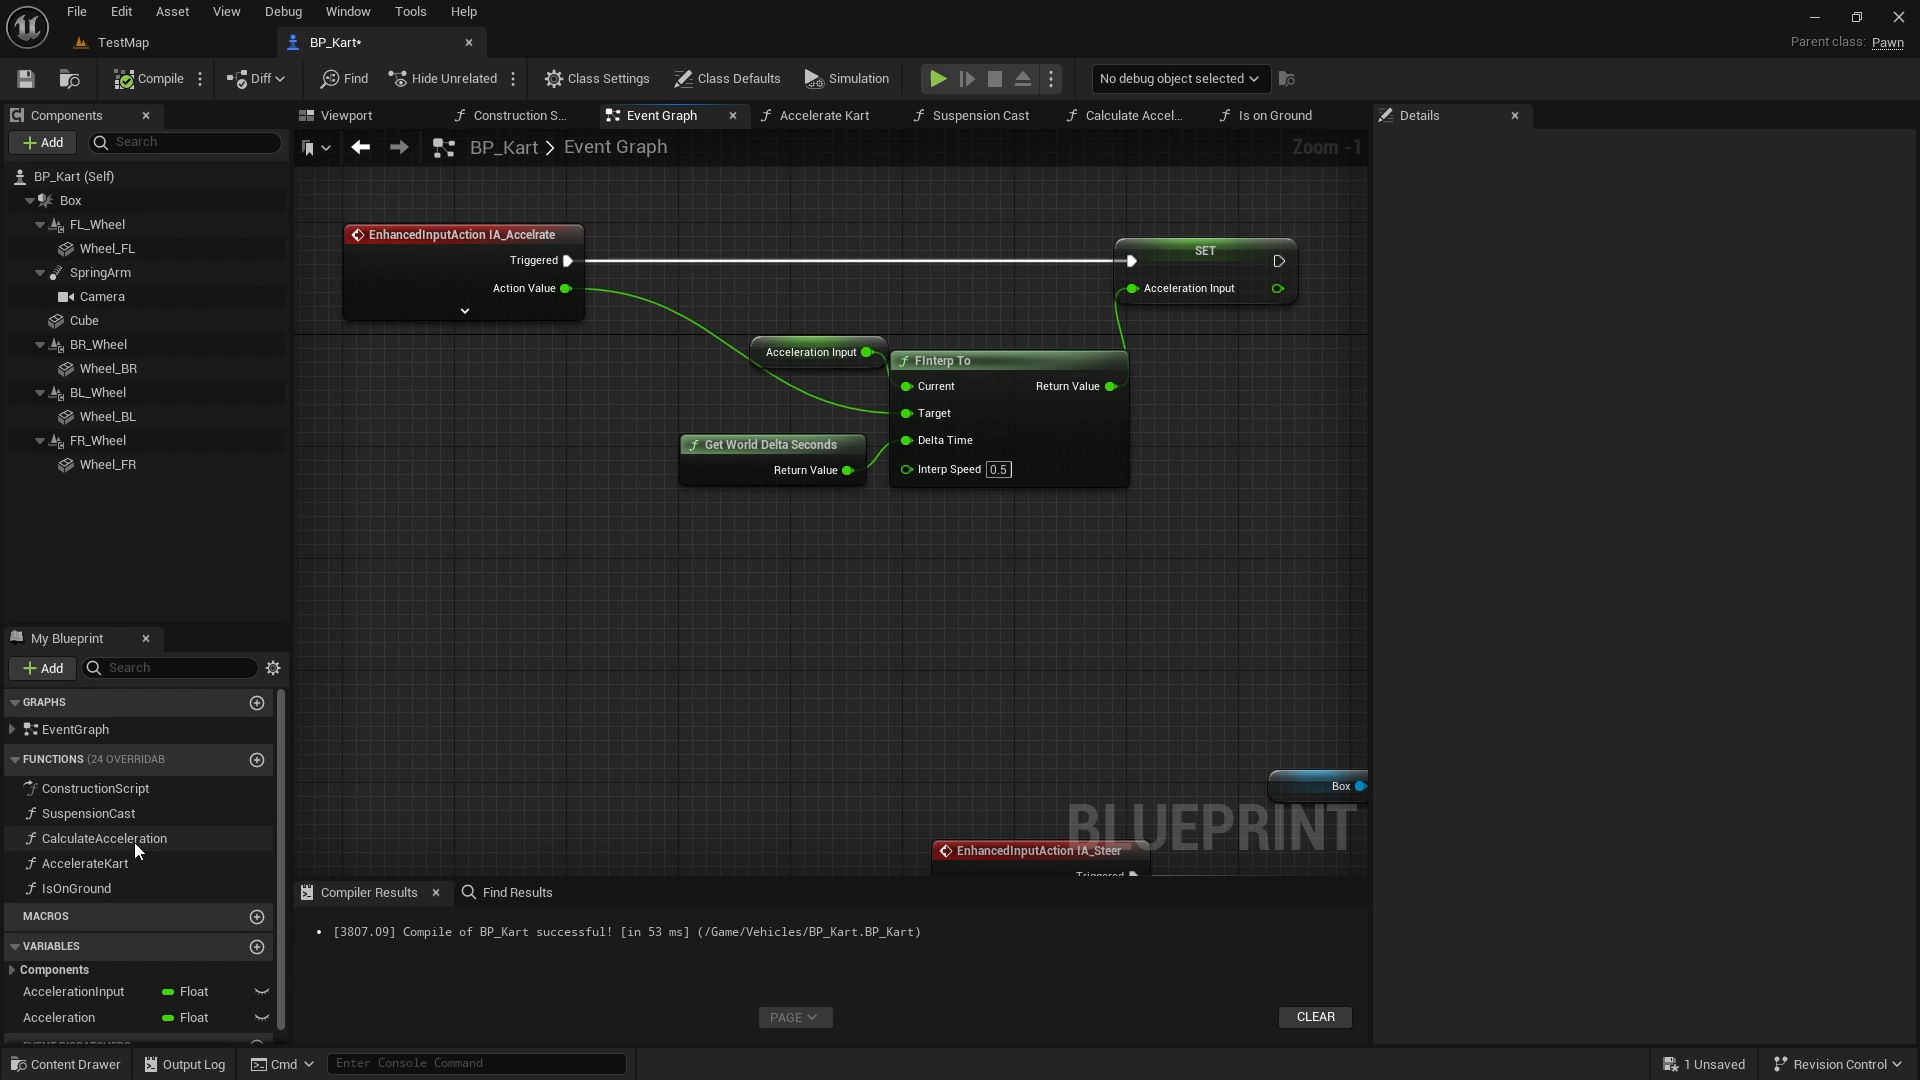 File Edit Asset View Debug Window Tools Help
TestMap
BP_Kart*
Parent class: Pawn
Compile
Diff
Find
Hide Unrelated
Class Settings
Class Defaults
Simulation
No debug object selected
Components
Add
Search
BP_Kart (Self)
Box
FL_Wheel
Wheel_FL
SpringArm
Camera
Cube
BR_Wheel
Wheel_BR
BL_Wheel
Wheel_BL
FR_Wheel
Wheel_FR
Viewport
Construction S...
Event Graph
Accelerate Kart
Suspension Cast
Calculate Accel...
Is on Ground
Details
BP_Kart > Event Graph
Zoom -1
EnhancedInputAction IA_Accelrate
Triggered
Action Value
SET
Acceleration Input
Acceleration Input
FInterp To
Current
Return Value
Target
Delta Time
Interp Speed 0.5
Get World Delta Seconds
Return Value
Box
BLUEPRINT
EnhancedInputAction IA_Steer
Triggered
My Blueprint
Add
Search
GRAPHS
EventGraph
FUNCTIONS (24 OVERRIDAB
ConstructionScript
SuspensionCast
CalculateAcceleration
AccelerateKart
IsOnGround
MACROS
VARIABLES
Components
AccelerationInput Float
Acceleration Float
EVENT DISPATCHERS
Compiler Results
Find Results
[3807.09] Compile of BP_Kart successful! [in 53 ms] (/Game/Vehicles/BP_Kart.BP_Kart)
PAGE
CLEAR
Content Drawer
Output Log
Cmd
Enter Console Command
1 Unsaved
Revision Control